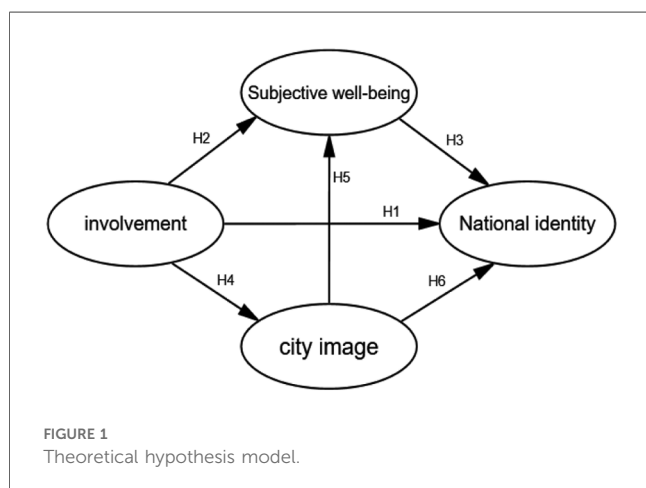 Subjective well-being
H2
H3
H5
involvement
H1
National identity
H4
H6
city image
FIGURE 1
Theoretical hypothesis model.